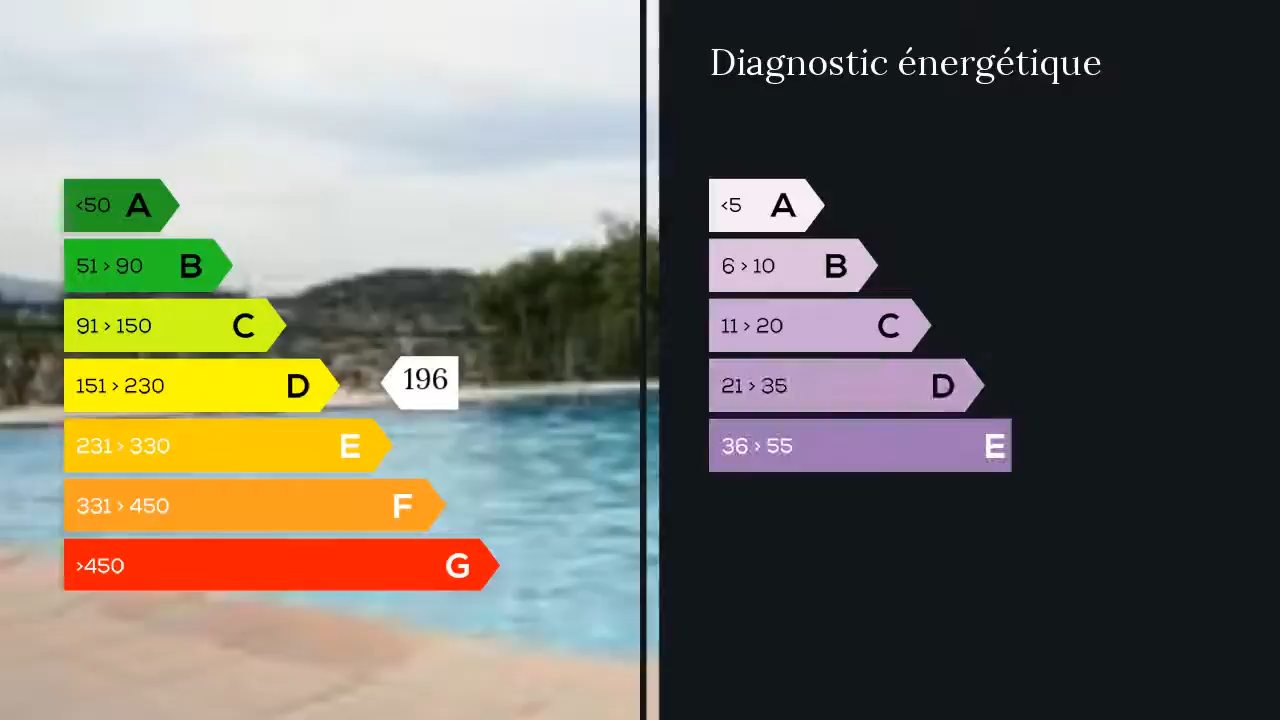 Diagnostic énergétique
<50 A
51 > 90 B
91 > 150 C
151 > 230 D
196
231 > 330 E
331 > 450 F
>450 G
<5 A
6 > 10 B
11 > 20 C
21 > 35 D
36 > 55 E